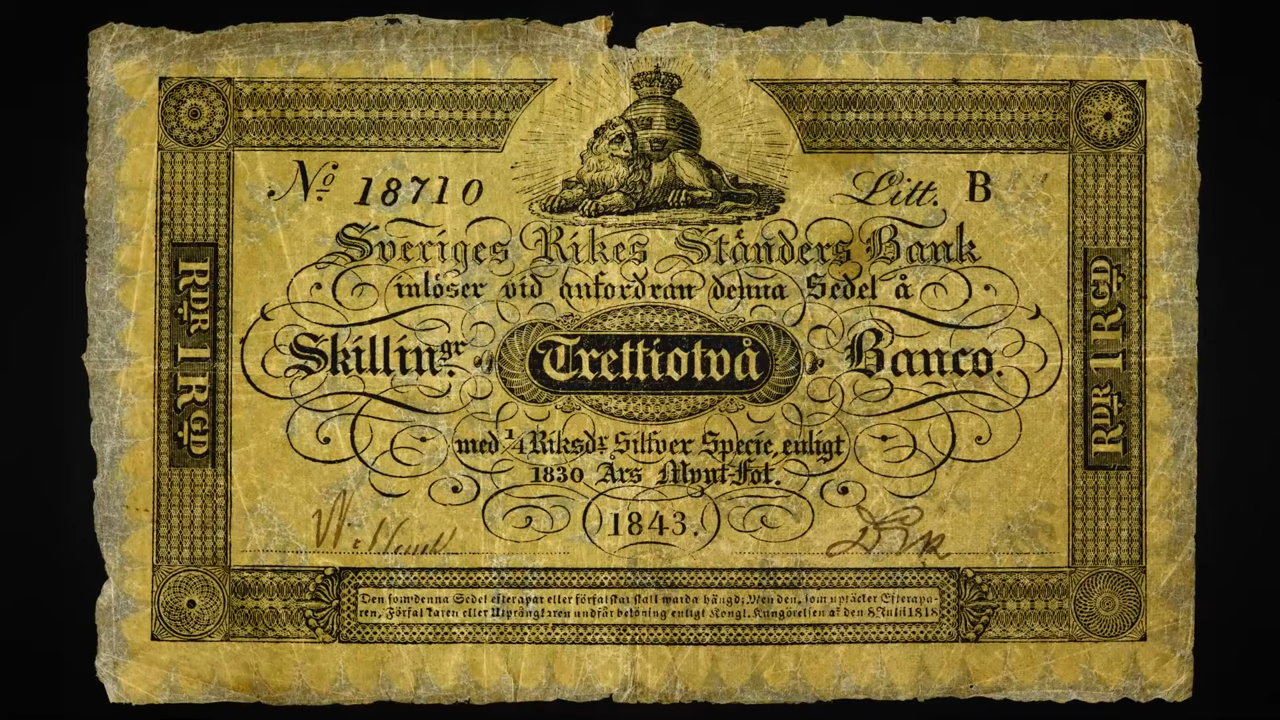 No 18710 Litt. B
Sveriges Rikes Ständers Bank
inlöser vid anfordran denna Sedel å
Skillingr. Trettiotvå Banco.
med 1/4 Riksdr Silfver Specie, enligt
1830 Års Mynt-Fot.
1843.
RDR 1 RGD
RDR 1 RGD
Den som denna Sedel efterapar eller förfalskar skall warda hängd; Men den, som uptäcker Efterapa-
ren, Förfalskaren eller Utprånglaren undfår belöning enligt Kongl. Kungörelsen af den 8 Julii 1818